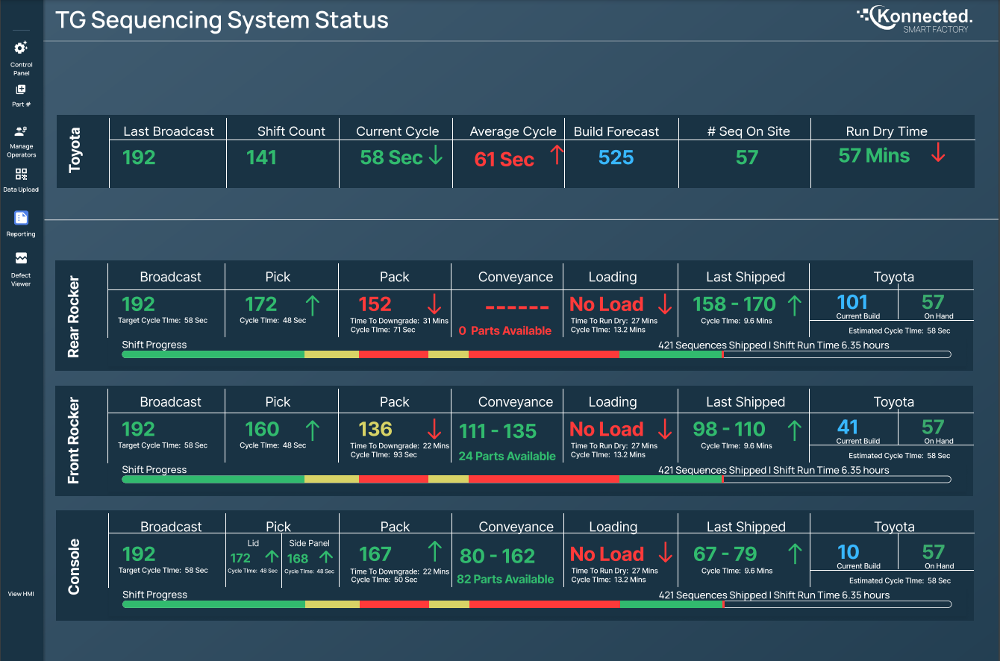 TG Sequencing System Status
Konnected.
SMART FACTORY
Control
Panel
Part #
Manage
Operators
Data Upload
Reporting
Defect
Viewer
View HMI
Toyota
Last Broadcast Shift Count Current Cycle Average Cycle Build Forecast # Seq On Site Run Dry Time
192 141 58 Sec 61 Sec 525 57 57 Mins
Rear Rocker
Broadcast Pick Pack Conveyance Loading Last Shipped Toyota
192 172 152 ------ No Load 158 - 170 101 57
Current Build On Hand
Target Cycle TIme: 58 Sec Cycle TIme: 48 Sec Time To Downgrade: 31 Mins Time To Run Dry: 27 Mins Cycle TIme: 9.6 Mins
Cycle TIme: 71 Sec 0 Parts Available Cycle TIme: 13.2 Mins Estimated Cycle TIme: 58 Sec
Shift Progress 421 Sequences Shipped | Shift Run Time 6.35 hours
Front Rocker
Broadcast Pick Pack Conveyance Loading Last Shipped Toyota
192 160 136 111 - 135 No Load 98 - 110 41 57
Current Build On Hand
Target Cycle TIme: 58 Sec Cycle TIme: 48 Sec Time To Downgrade: 22 Mins Time To Run Dry: 27 Mins Cycle TIme: 9.6 Mins
Cycle TIme: 93 Sec 24 Parts Available Cycle TIme: 13.2 Mins Estimated Cycle TIme: 58 Sec
Shift Progress 421 Sequences Shipped | Shift Run Time 6.35 hours
Console
Broadcast Pick Pack Conveyance Loading Last Shipped Toyota
Lid Side Panel
192 172 168 167 80 - 162 No Load 67 - 79 10 57
Current Build On Hand
Target Cycle TIme: 58 Sec Cycle TIme: 48 Sec Cycle TIme: 48 Sec Time To Downgrade: 22 Mins Time To Run Dry: 27 Mins Cycle TIme: 9.6 Mins
Cycle TIme: 50 Sec 82 Parts Available Cycle TIme: 13.2 Mins Estimated Cycle TIme: 58 Sec
Shift Progress 421 Sequences Shipped | Shift Run Time 6.35 hours